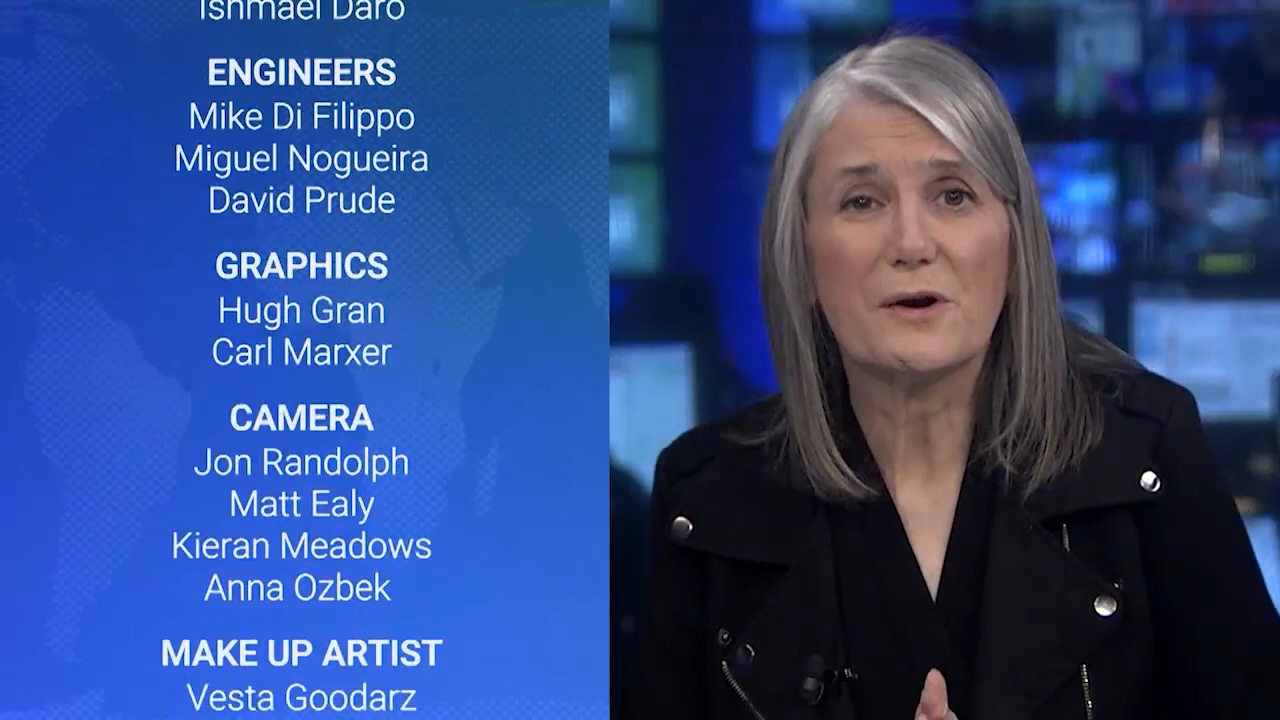 Ishmael Daro
ENGINEERS
Mike Di Filippo
Miguel Nogueira
David Prude
GRAPHICS
Hugh Gran
Carl Marxer
CAMERA
Jon Randolph
Matt Ealy
Kieran Meadows
Anna Ozbek
MAKE UP ARTIST
Vesta Goodarz